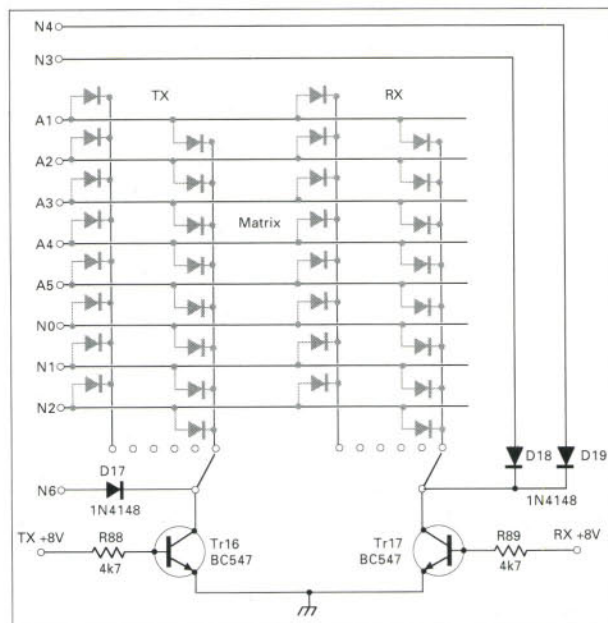 N4
N3
TX
RX
A1
A2
A3
Matrix
A4
A5
N0
N1
N2
D17
D18
D19
N6
1N4148
1N4148
TX +8V
R88
Tr16
Tr17
R89
RX +8V
4k7
BC547
BC547
4k7